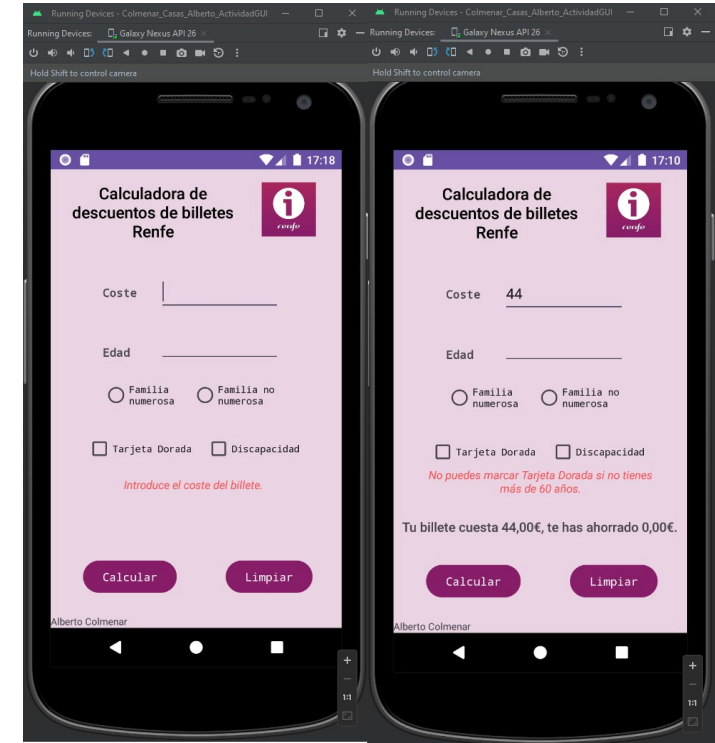 Running Devices - Colmenar_Casas_Alberto_ActividadGUI
Running Devices: Galaxy Nexus API 26
Hold Shift to control camera
17:18
Calculadora de
descuentos de billetes
Renfe
renfe
Coste
Edad
Familia
numerosa
Familia no
numerosa
Tarjeta Dorada
Discapacidad
Introduce el coste del billete.
Calcular
Limpiar
Alberto Colmenar
1:1
Running Devices - Colmenar_Casas_Alberto_ActividadGUI
Running Devices: Galaxy Nexus API 26
Hold Shift to control camera
17:10
Calculadora de
descuentos de billetes
Renfe
renfe
Coste 44
Edad
Familia
numerosa
Familia no
numerosa
Tarjeta Dorada
Discapacidad
No puedes marcar Tarjeta Dorada si no tienes
más de 60 años.
Tu billete cuesta 44,00€, te has ahorrado 0,00€.
Calcular
Limpiar
Alberto Colmenar
1:1